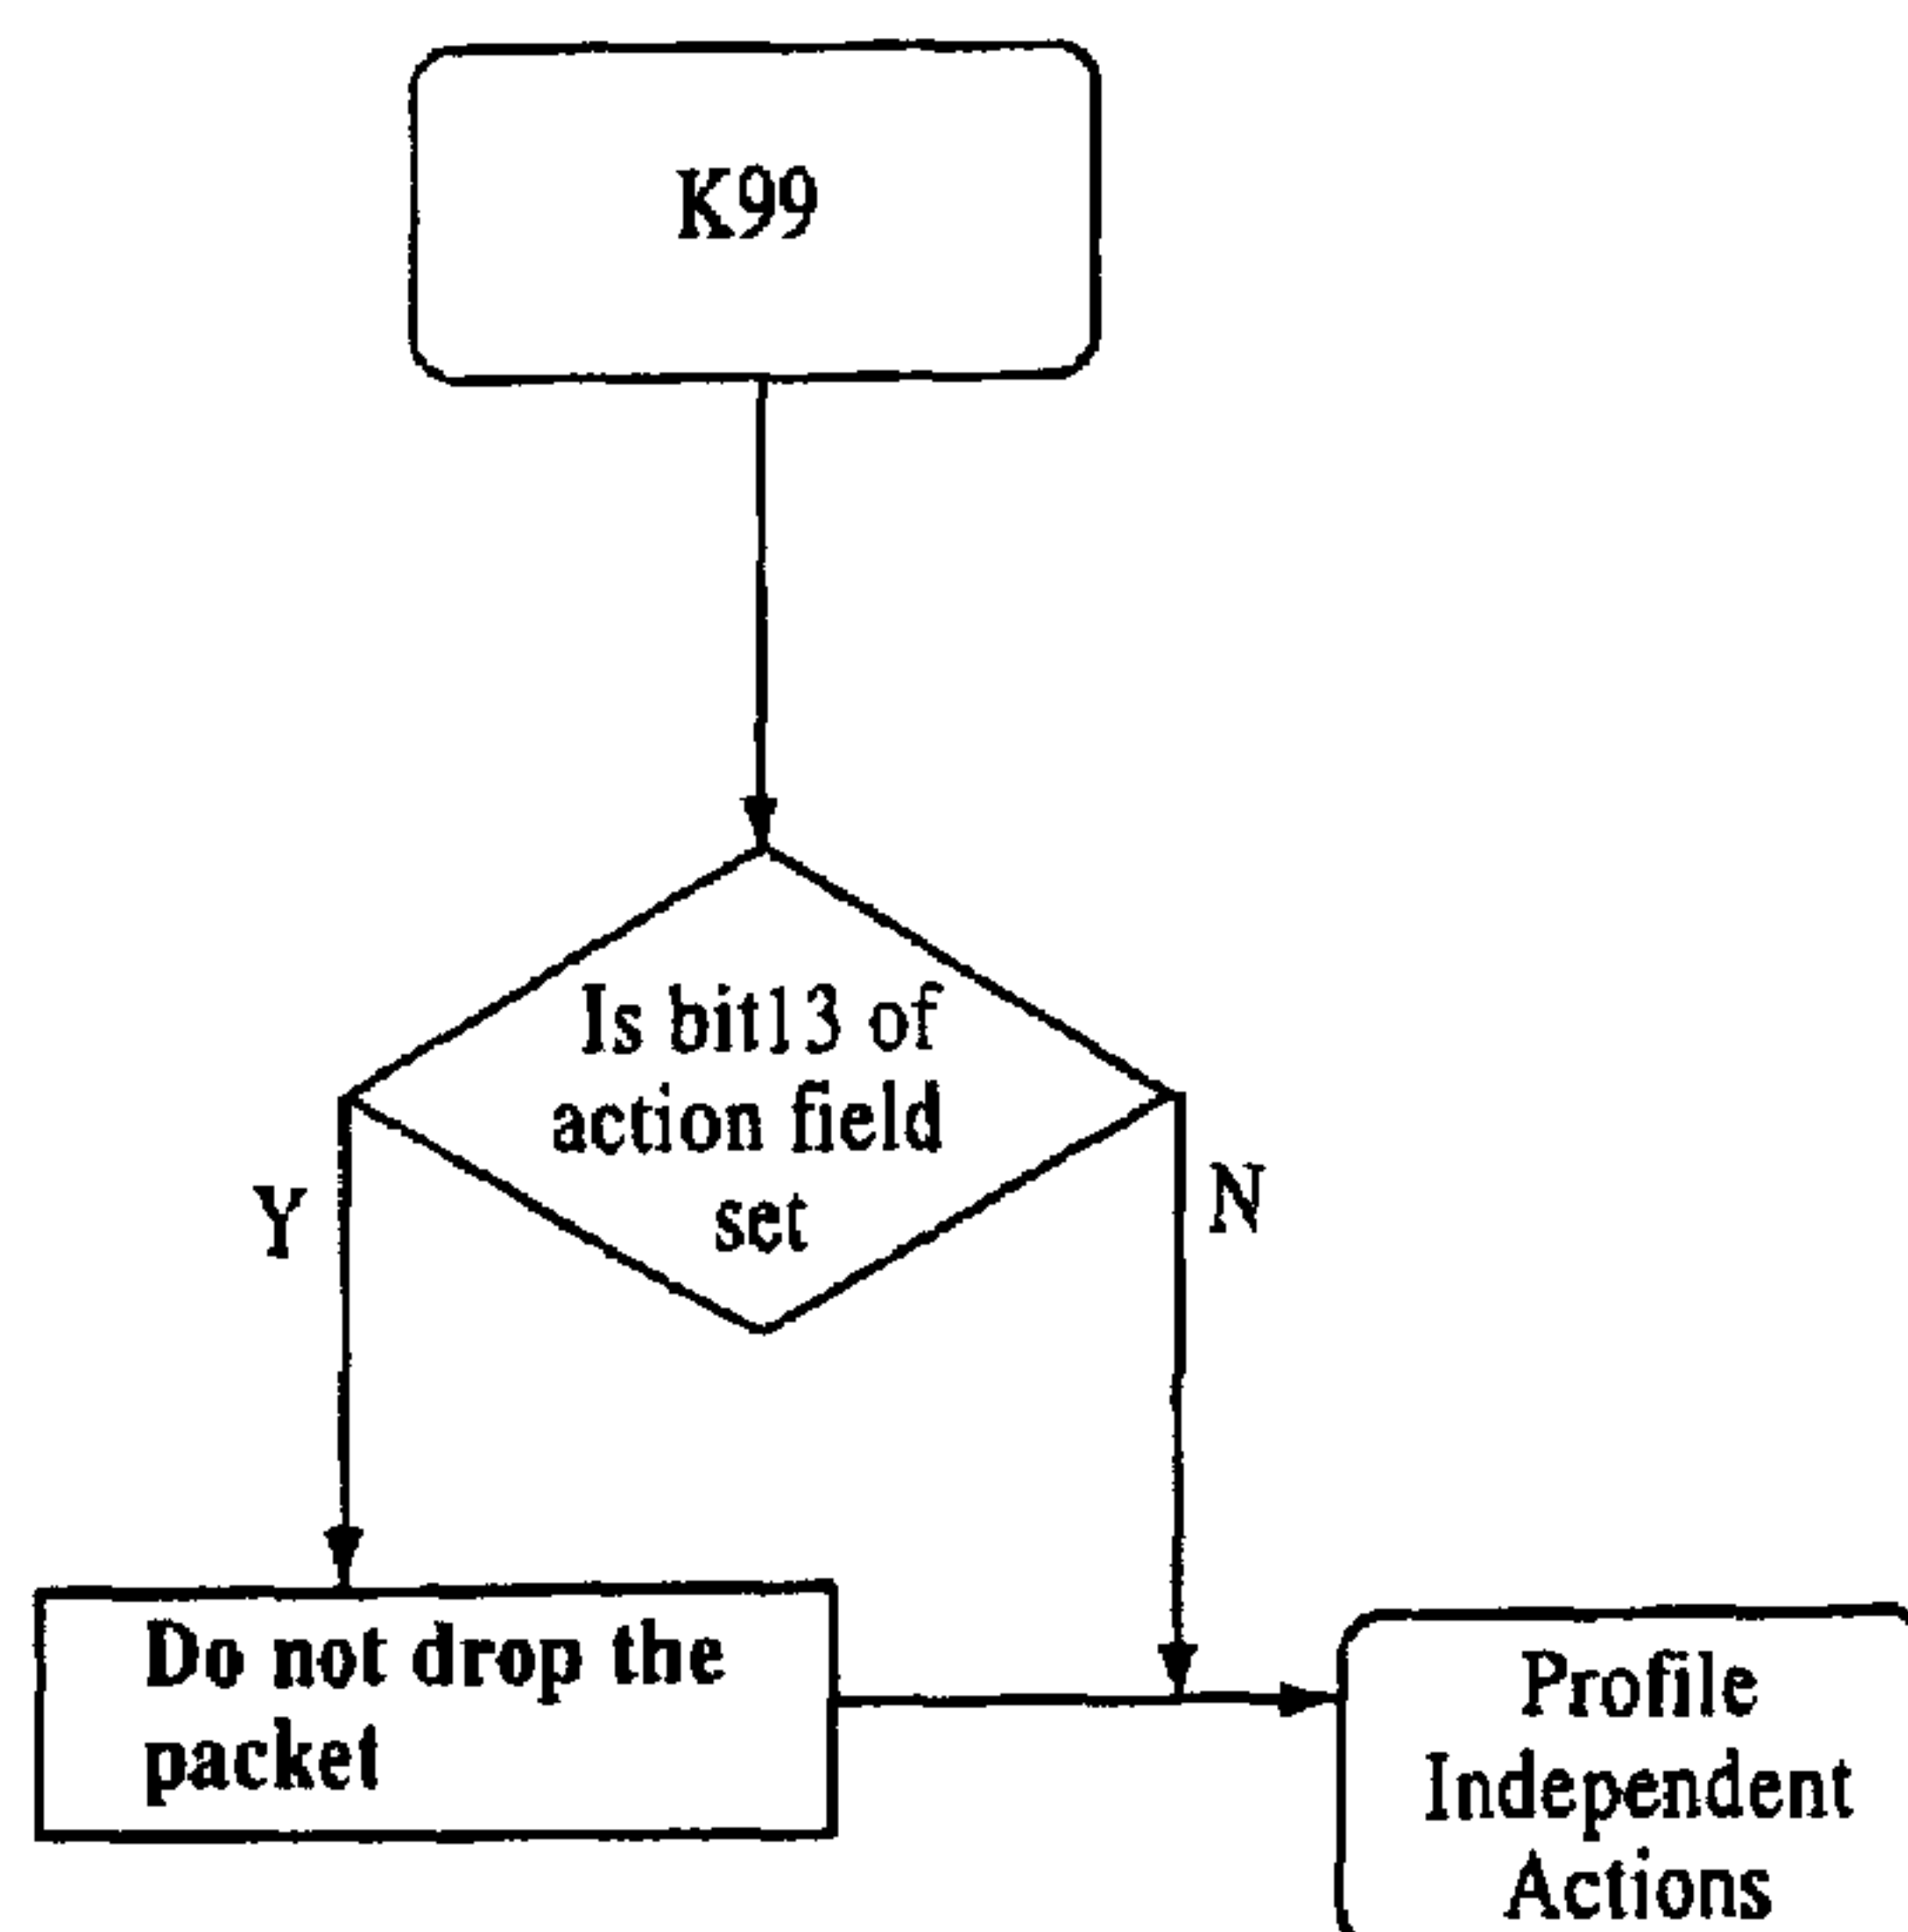 K99
Is bit13 of
action field
set
Y
N
Do not drop the
packet
Profile
Independent
Actions